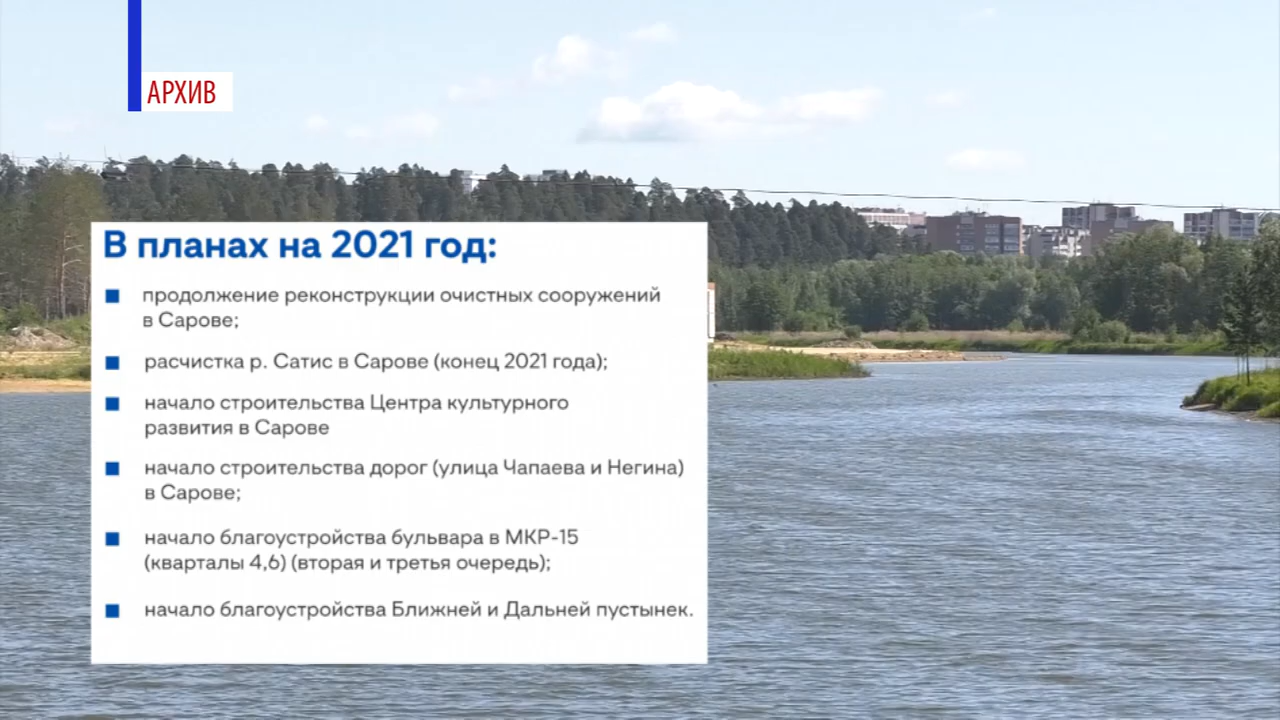 АРХИВ
В планах на 2021 год:
продолжение реконструкции очистных сооружений
в Сарове;
расчистка р. Сатис в Сарове (конец 2021 года);
начало строительства Центра культурного
развития в Сарове
начало строительства дорог (улица Чапаева и Негина)
в Сарове;
начало благоустройства бульвара в МКР-15
(кварталы 4,6) (вторая и третья очередь);
начало благоустройства Ближней и Дальней пустынек.